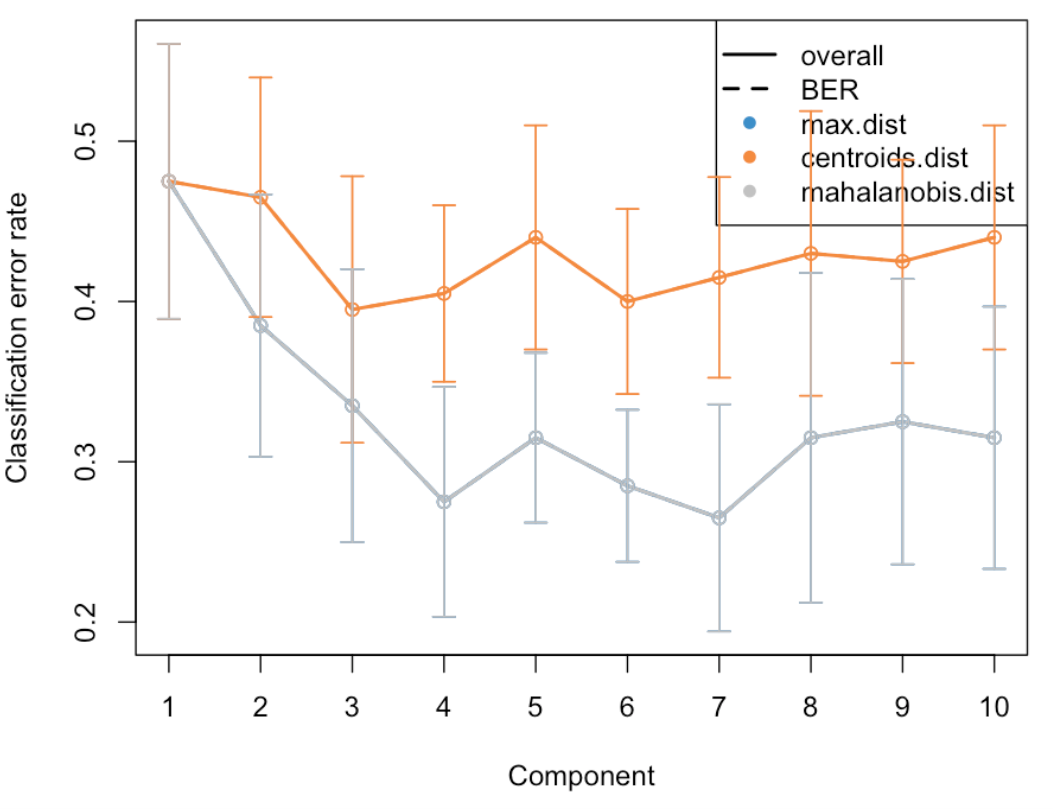 overall
BER
max.dist
centroids.dist
mahalanobis.dist
Classification error rate
0.5
0.4
0.3
0.2
1 2 3 4 5 6 7 8 9 10
Component